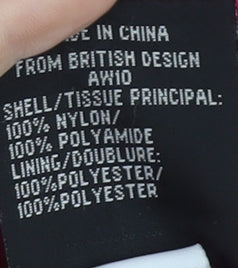 DE IN CHINA
FROM BRITISH DESIGN
AW10
SHELL/TISSUE PRINCIPAL:
100% NYLON/
100% POLYAMIDE
LINING/DOUBLURE:
100%POLYESTER/
100%POLYESTER